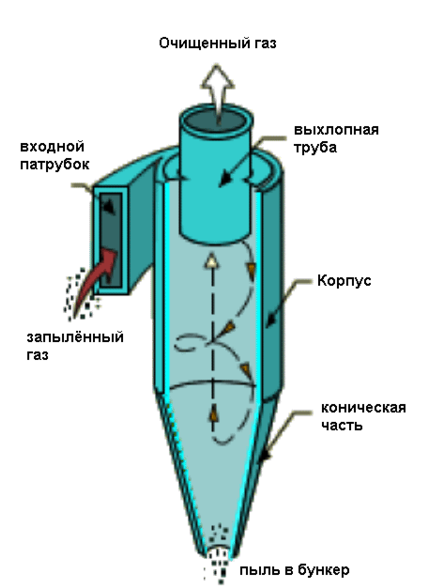 Очищенный газ
входной
патрубок
выхлопная
труба
Корпус
запылённый
газ
коническая
часть
пыль в бункер